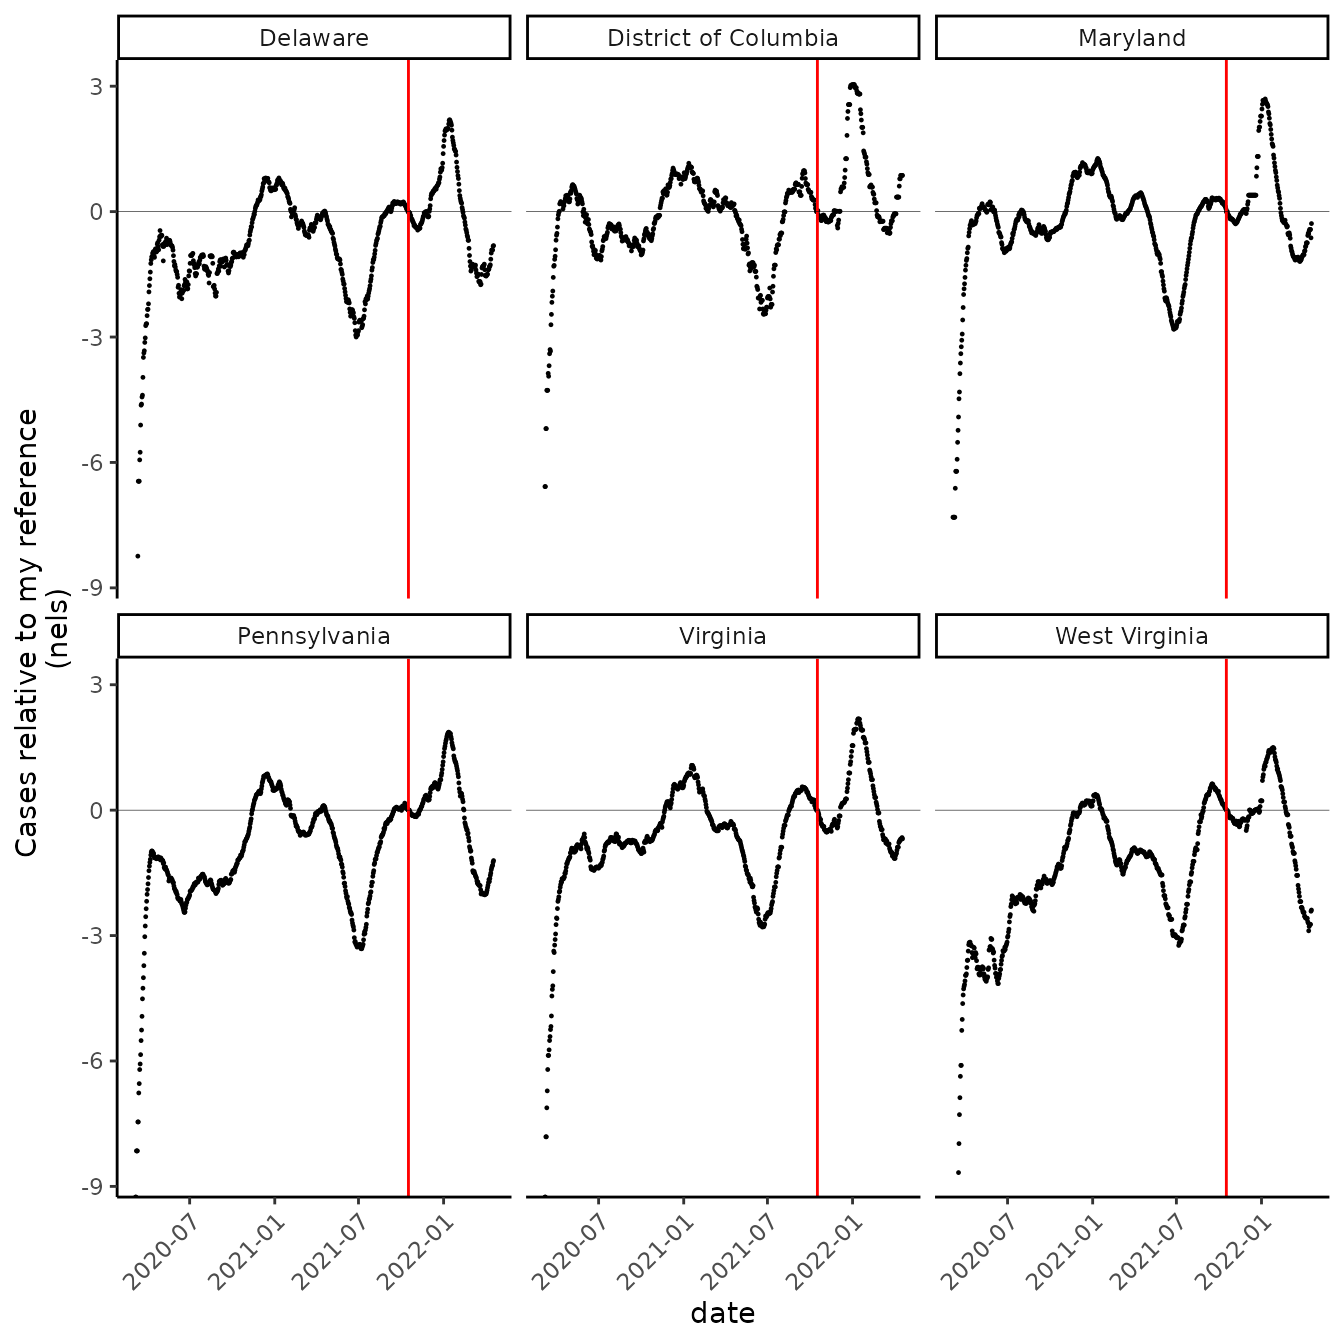 Delaware
District of Columbia
Maryland
3
0
-3
-6
-9
Pennsylvania
Virginia
West Virginia
3
0
-3
-6
-9
Cases relative to my reference
(nels)
2020-07
2021-01
2021-07
2022-01
2020-07
2021-01
2021-07
2022-01
2020-07
2021-01
2021-07
2022-01
date